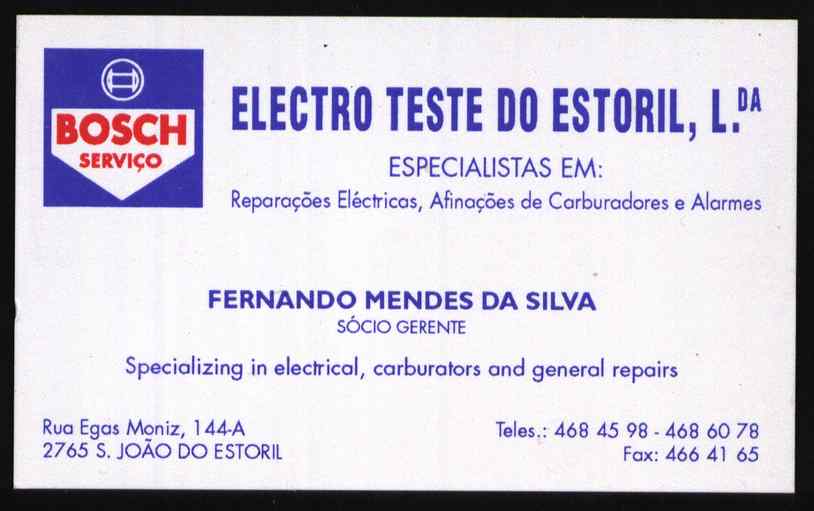 BOSCH
SERVIÇO
ELECTRO TESTE DO ESTORIL, L.DA
ESPECIALISTAS EM:
Reparações Eléctricas, Afinações de Carburadores e Alarmes
FERNANDO MENDES DA SILVA
SÓCIO GERENTE
Specializing in electrical, carburators and general repairs
Rua Egas Moniz, 144-A
2765 S. JOÃO DO ESTORIL
Teles.: 468 45 98 - 468 60 78
Fax: 466 41 65